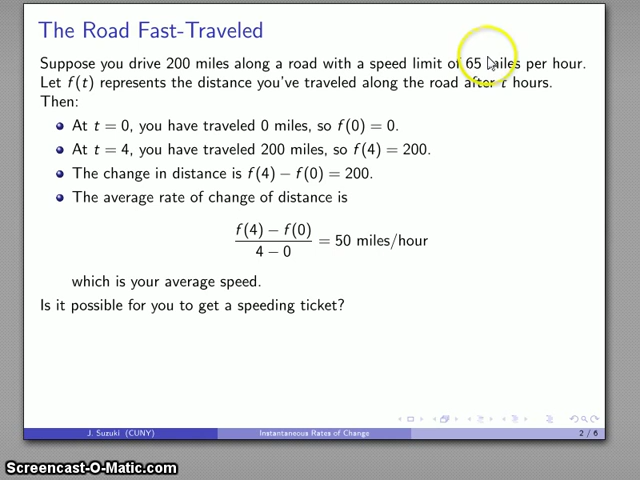 The Road Fast-Traveled
Suppose you drive 200 miles along a road with a speed limit of 65 miles per hour.
Let f(t) represents the distance you've traveled along the road after t hours.
Then:
At t = 0, you have traveled 0 miles, so f(0) = 0.
At t = 4, you have traveled 200 miles, so f(4) = 200.
The change in distance is f(4) − f(0) = 200.
The average rate of change of distance is
f(4) − f(0)
4 − 0
= 50 miles/hour
which is your average speed.
Is it possible for you to get a speeding ticket?
J. Suzuki (CUNY)
Instantaneous Rates of Change
2 / 6
Screencast-O-Matic.com